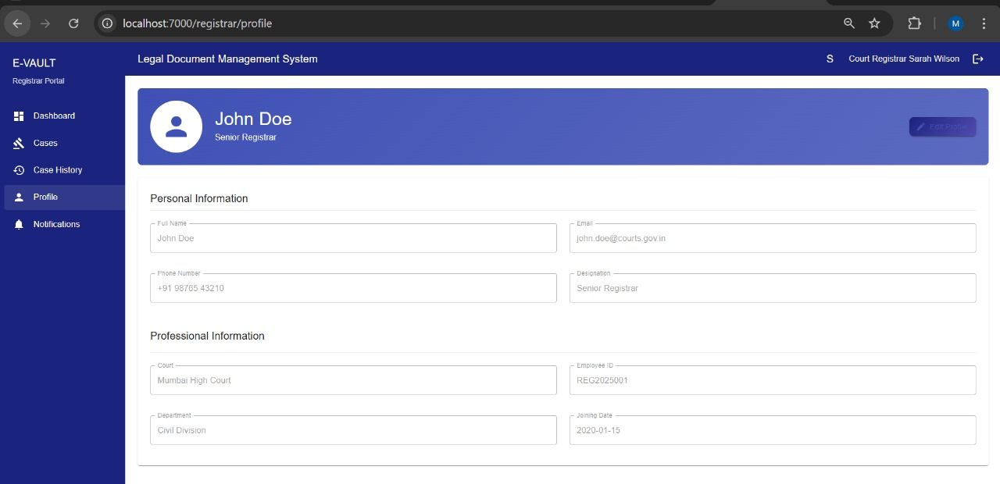 localhost:7000/registrar/profile
M
E-VAULT
Registrar Portal
Legal Document Management System
S
Court Registrar Sarah Wilson
Dashboard
Cases
Case History
Profile
Notifications
John Doe
Senior Registrar
Edit Profile
Personal Information
Full Name
John Doe
Email
john.doe@courts.gov.in
Phone Number
+91 98765 43210
Designation
Senior Registrar
Professional Information
Court
Mumbai High Court
Employee ID
REG2025001
Department
Civil Division
Joining Date
2020-01-15